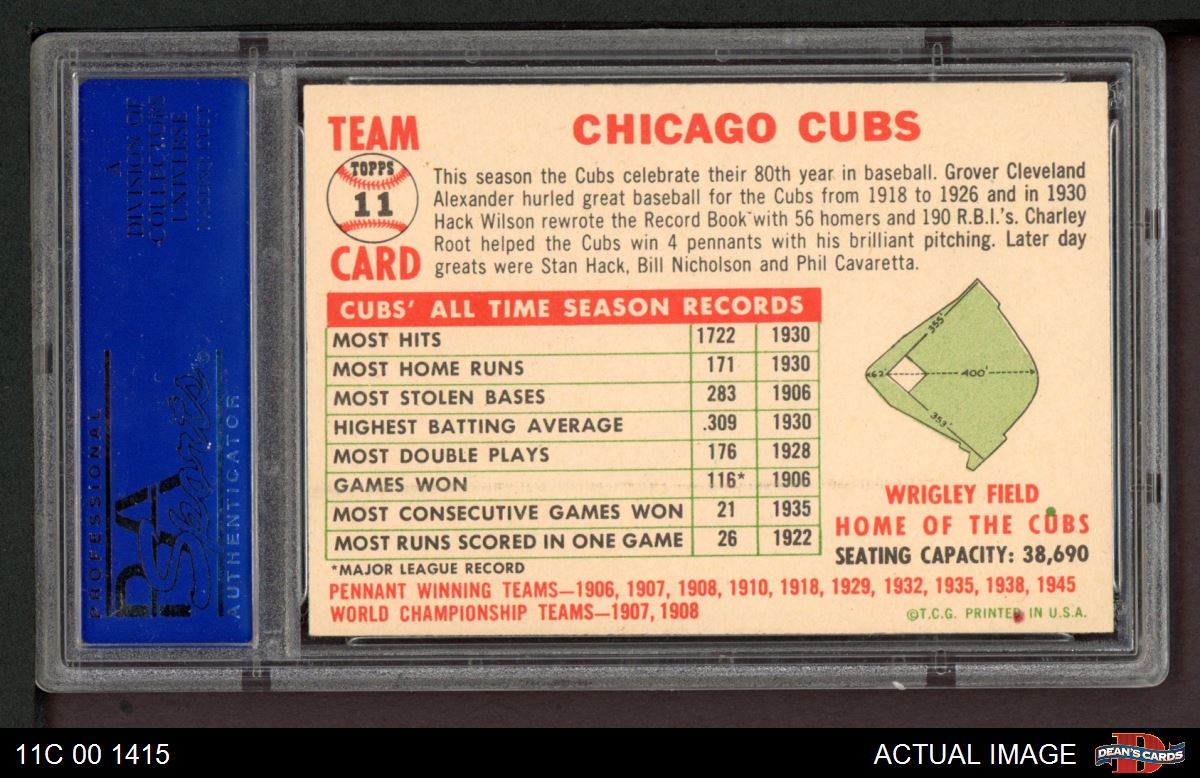 A
DIVISION OF
COLLECTORS
UNIVERSE
PROFESSIONAL
PSA
Sports
®
AUTHENTICATOR
TEAM
TOPPS
11
CARD
CHICAGO CUBS
This season the Cubs celebrate their 80th year in baseball. Grover Cleveland
Alexander hurled great baseball for the Cubs from 1918 to 1926 and in 1930
Hack Wilson rewrote the Record Book with 56 homers and 190 R.B.I.'s. Charley
Root helped the Cubs win 4 pennants with his brilliant pitching. Later day
greats were Stan Hack, Bill Nicholson and Phil Cavaretta.
CUBS' ALL TIME SEASON RECORDS
MOST HITS 1722 1930
MOST HOME RUNS 171 1930
MOST STOLEN BASES 283 1906
HIGHEST BATTING AVERAGE .309 1930
MOST DOUBLE PLAYS 176 1928
GAMES WON 116* 1906
MOST CONSECUTIVE GAMES WON 21 1935
MOST RUNS SCORED IN ONE GAME 26 1922
*MAJOR LEAGUE RECORD
355'
62'
400'
353'
WRIGLEY FIELD
HOME OF THE CUBS
SEATING CAPACITY: 38,690
PENNANT WINNING TEAMS—1906, 1907, 1908, 1910, 1918, 1929, 1932, 1935, 1938, 1945
WORLD CHAMPIONSHIP TEAMS—1907, 1908
©T.C.G. PRINTED IN U.S.A.
11C 00 1415
ACTUAL IMAGE
DEAN'S CARDS